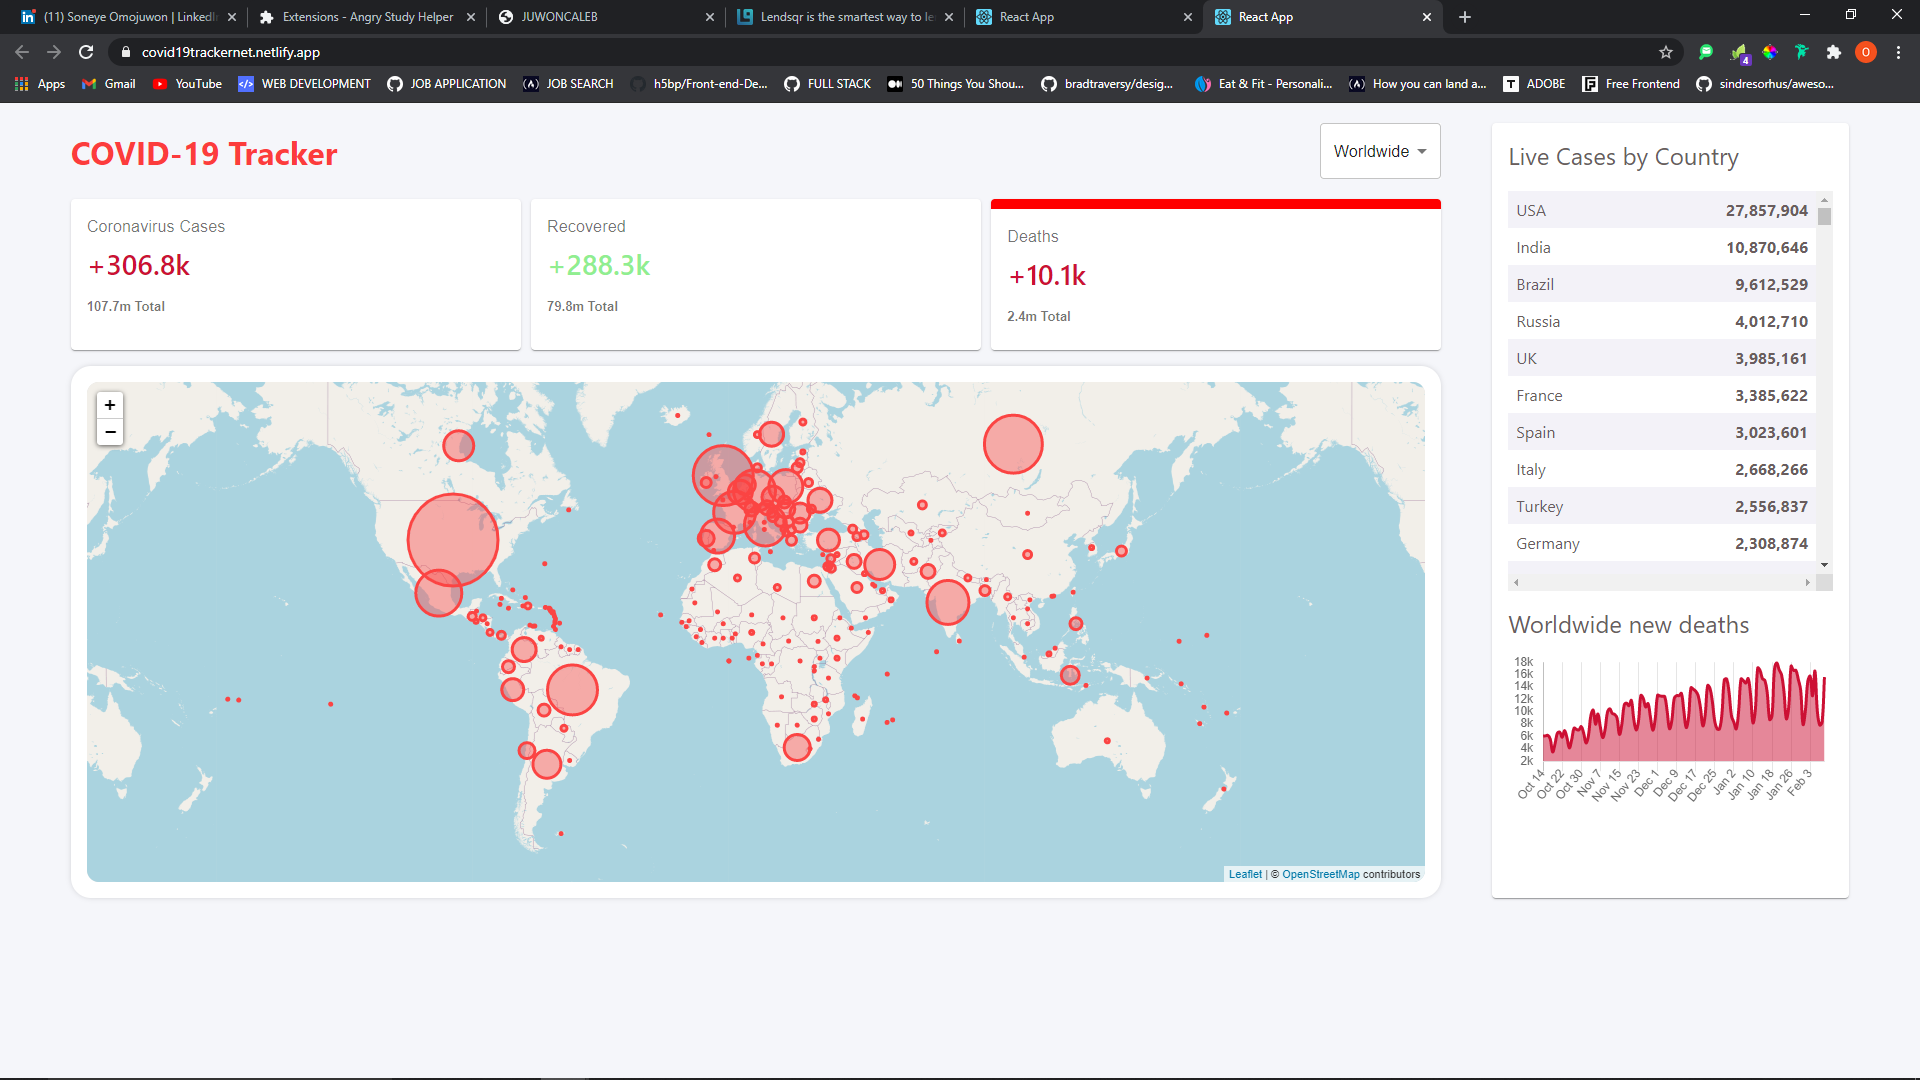 (11) Soneye Omojuwon | LinkedIn
Extensions - Angry Study Helper
JUWONCALEB
Lendsqr is the smartest way to le
React App
React App
covid19trackernet.netlify.app
4
O
Apps
Gmail
YouTube
WEB DEVELOPMENT
JOB APPLICATION
JOB SEARCH
h5bp/Front-end-De...
FULL STACK
50 Things You Shou...
bradtraversy/desig...
Eat & Fit - Personali...
How you can land a...
ADOBE
Free Frontend
sindresorhus/aweso...
COVID-19 Tracker
Worldwide
Coronavirus Cases
+306.8k
107.7m Total
Recovered
+288.3k
79.8m Total
Deaths
+10.1k
2.4m Total
+
−
Leaflet | © OpenStreetMap contributors
Live Cases by Country
USA 27,857,904
India 10,870,646
Brazil 9,612,529
Russia 4,012,710
UK 3,985,161
France 3,385,622
Spain 3,023,601
Italy 2,668,266
Turkey 2,556,837
Germany 2,308,874
Worldwide new deaths
18k
16k
14k
12k
10k
8k
6k
4k
2k
Oct 14
Oct 22
Oct 30
Nov 7
Nov 15
Nov 23
Dec 1
Dec 9
Dec 17
Dec 25
Jan 2
Jan 10
Jan 18
Jan 26
Feb 3